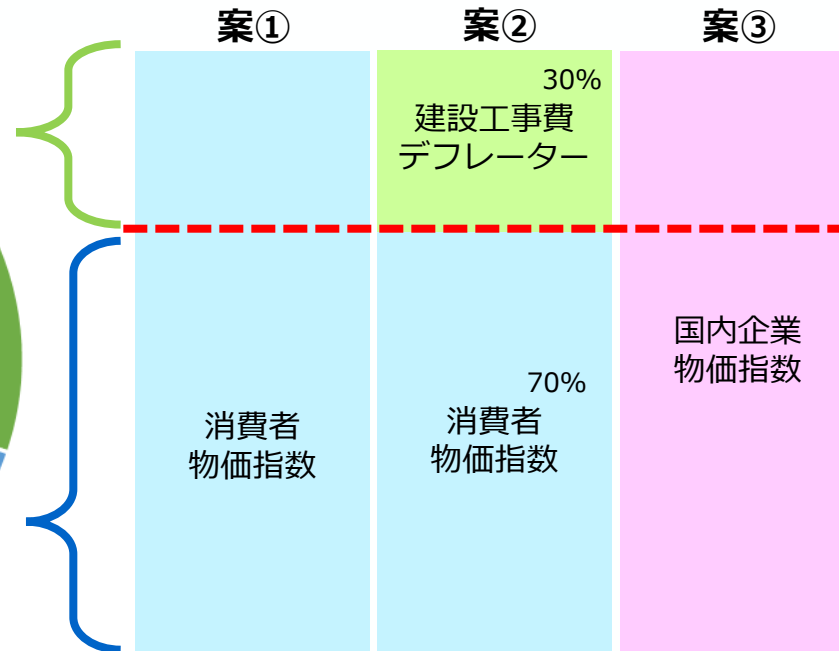 案①
案②
案③
30%
建設工事費
デフレーター
消費者
物価指数
70%
消費者
物価指数
国内企業
物価指数